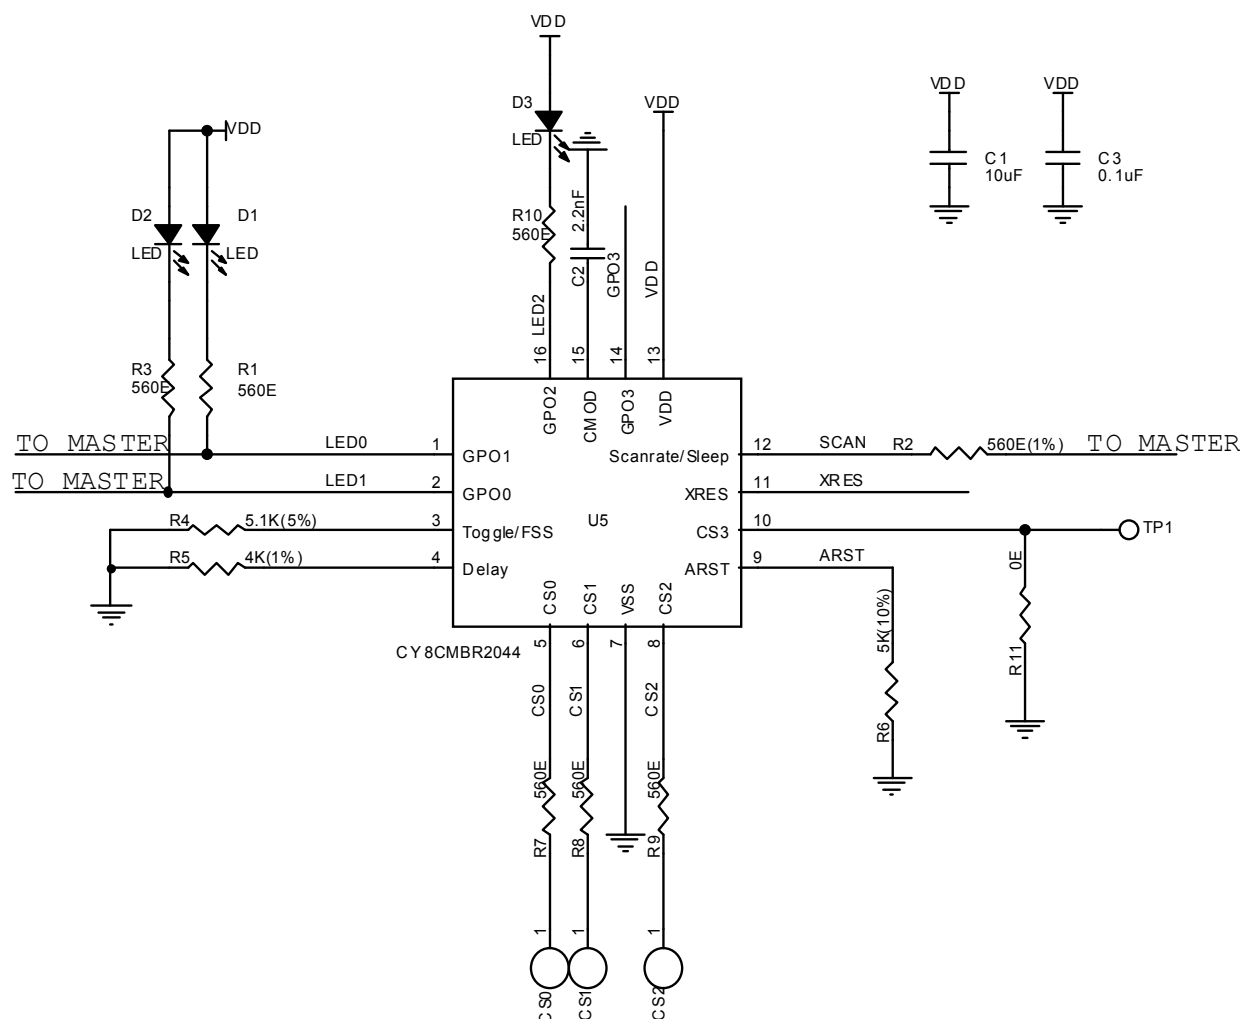 VDD
D3
LED
VDD
VDD
VDD
C1
10uF
C3
0.1uF
VDD
D2
D1
LED
LED
R10
560E
2.2nF
C2
LED2
GPO3
VDD
R3
560E
R1
560E
16
15
14
13
GPO2
CMOD
GPO3
VDD
TO MASTER
LED0
1
GPO1
Scanrate/Sleep
12
SCAN
R2
560E(1%)
TO MASTER
TO MASTER
LED1
2
GPO0
XRES
11
XRES
R4
5.1K(5%)
3
Toggle/FSS
U5
CS3
10
TP1
R5
4K(1%)
4
Delay
ARST
9
ARST
0E
R11
CS0
CS1
VSS
CS2
5
6
7
8
CY8CMBR2044
5K(10%)
R6
CS0
CS1
CS2
560E
560E
560E
R7
R8
R9
1
1
1
CS0
CS1
CS2